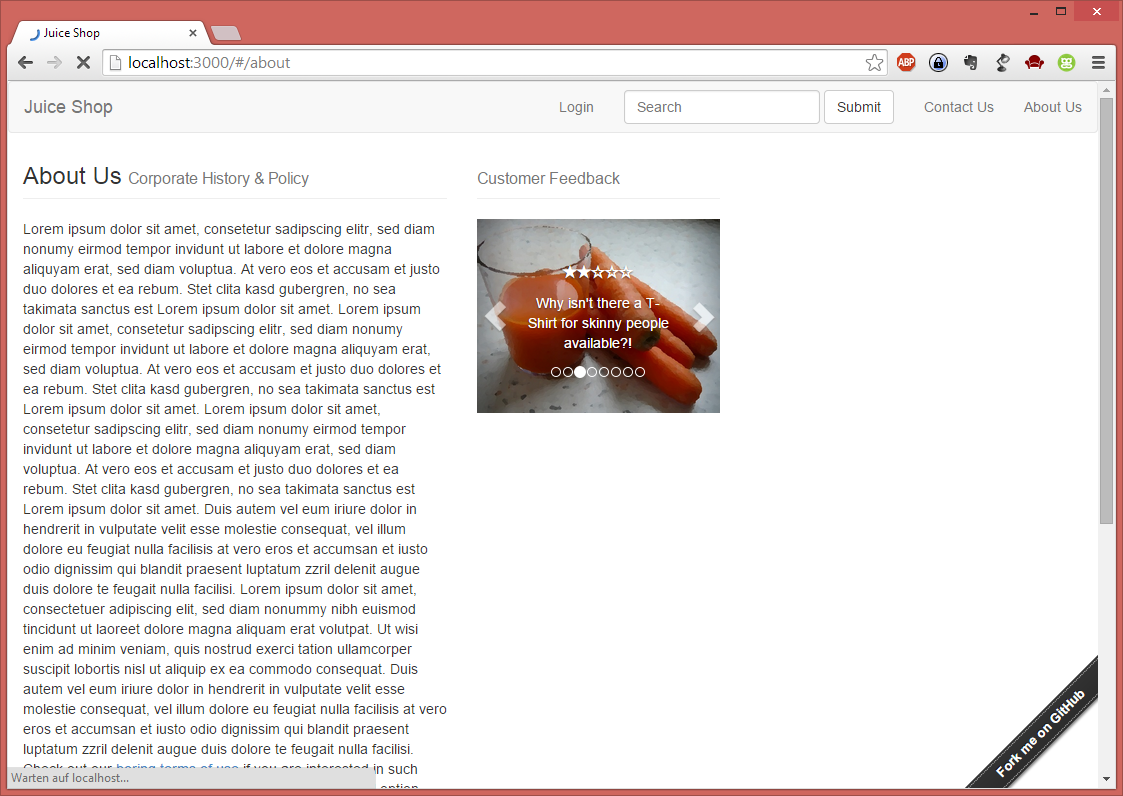 Juice Shop
localhost:3000/#/about
ABP
Juice Shop
Login
Search
Submit
Contact Us
About Us
About Us Corporate History & Policy
Lorem ipsum dolor sit amet, consetetur sadipscing elitr, sed diam
nonumy eirmod tempor invidunt ut labore et dolore magna
aliquyam erat, sed diam voluptua. At vero eos et accusam et justo
duo dolores et ea rebum. Stet clita kasd gubergren, no sea
takimata sanctus est Lorem ipsum dolor sit amet. Lorem ipsum
dolor sit amet, consetetur sadipscing elitr, sed diam nonumy
eirmod tempor invidunt ut labore et dolore magna aliquyam erat,
sed diam voluptua. At vero eos et accusam et justo duo dolores et
ea rebum. Stet clita kasd gubergren, no sea takimata sanctus est
Lorem ipsum dolor sit amet. Lorem ipsum dolor sit amet,
consetetur sadipscing elitr, sed diam nonumy eirmod tempor
invidunt ut labore et dolore magna aliquyam erat, sed diam
voluptua. At vero eos et accusam et justo duo dolores et ea
rebum. Stet clita kasd gubergren, no sea takimata sanctus est
Lorem ipsum dolor sit amet. Duis autem vel eum iriure dolor in
hendrerit in vulputate velit esse molestie consequat, vel illum
dolore eu feugiat nulla facilisis at vero eros et accumsan et iusto
odio dignissim qui blandit praesent luptatum zzril delenit augue
duis dolore te feugait nulla facilisi. Lorem ipsum dolor sit amet,
consectetuer adipiscing elit, sed diam nonummy nibh euismod
tincidunt ut laoreet dolore magna aliquam erat volutpat. Ut wisi
enim ad minim veniam, quis nostrud exerci tation ullamcorper
suscipit lobortis nisl ut aliquip ex ea commodo consequat. Duis
autem vel eum iriure dolor in hendrerit in vulputate velit esse
molestie consequat, vel illum dolore eu feugiat nulla facilisis at vero
eros et accumsan et iusto odio dignissim qui blandit praesent
luptatum zzril delenit augue duis dolore te feugait nulla facilisi.
Check out our boring terms of use if you are interested in such
Customer Feedback
Why isn't there a T-
Shirt for skinny people
available?!
Fork me on GitHub
Warten auf localhost...